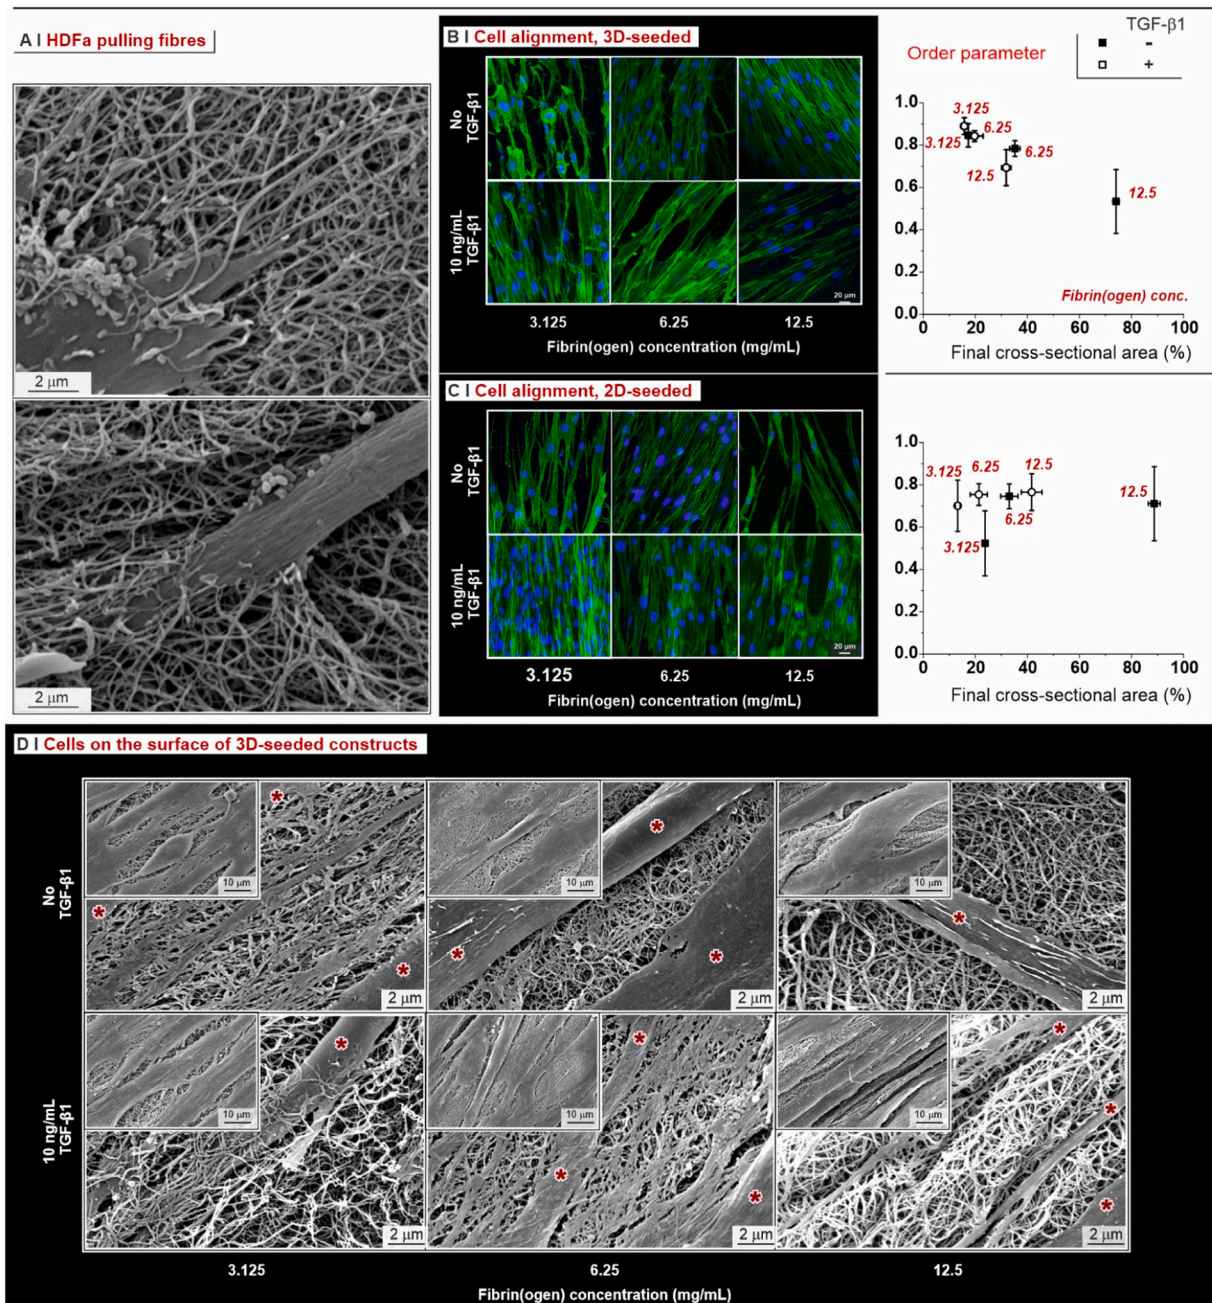 A I HDFa pulling fibres
2 µm
2 µm
B I Cell alignment, 3D-seeded
No
TGF-β1
10 ng/mL
TGF-β1
20 µm
3.125
6.25
12.5
Fibrin(ogen) concentration (mg/mL)
Order parameter
TGF-β1
-
+
1.0
0.8
0.6
0.4
0.2
0.0
3.125
6.25
3.125
6.25
12.5
12.5
Fibrin(ogen) conc.
0
20
40
60
80
100
Final cross-sectional area (%)
C I Cell alignment, 2D-seeded
No
TGF-β1
10 ng/mL
TGF-β1
20 µm
3.125
6.25
12.5
Fibrin(ogen) concentration (mg/mL)
1.0
0.8
0.6
0.4
0.2
0.0
3.125
6.25
12.5
12.5
6.25
3.125
0
20
40
60
80
100
Final cross-sectional area (%)
D I Cells on the surface of 3D-seeded constructs
No
TGF-β1
10 µm
10 µm
10 µm
*
*
*
*
*
*
*
2 µm
2 µm
2 µm
10 ng/mL
TGF-β1
10 µm
10 µm
10 µm
*
*
*
*
*
*
*
2 µm
2 µm
2 µm
3.125
6.25
12.5
Fibrin(ogen) concentration (mg/mL)